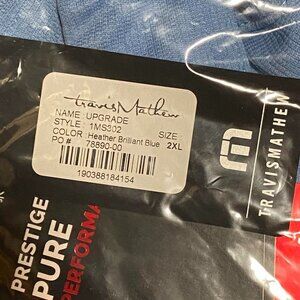 TravisMathew
NAME: UPGRADE
STYLE: 1MS302
COLOR: Heather Brilliant Blue
SIZE:
2XL
PO # 78890-00
190388184154
TRAVISMATHEW
PRESTIGE
PURE
PERFORMA